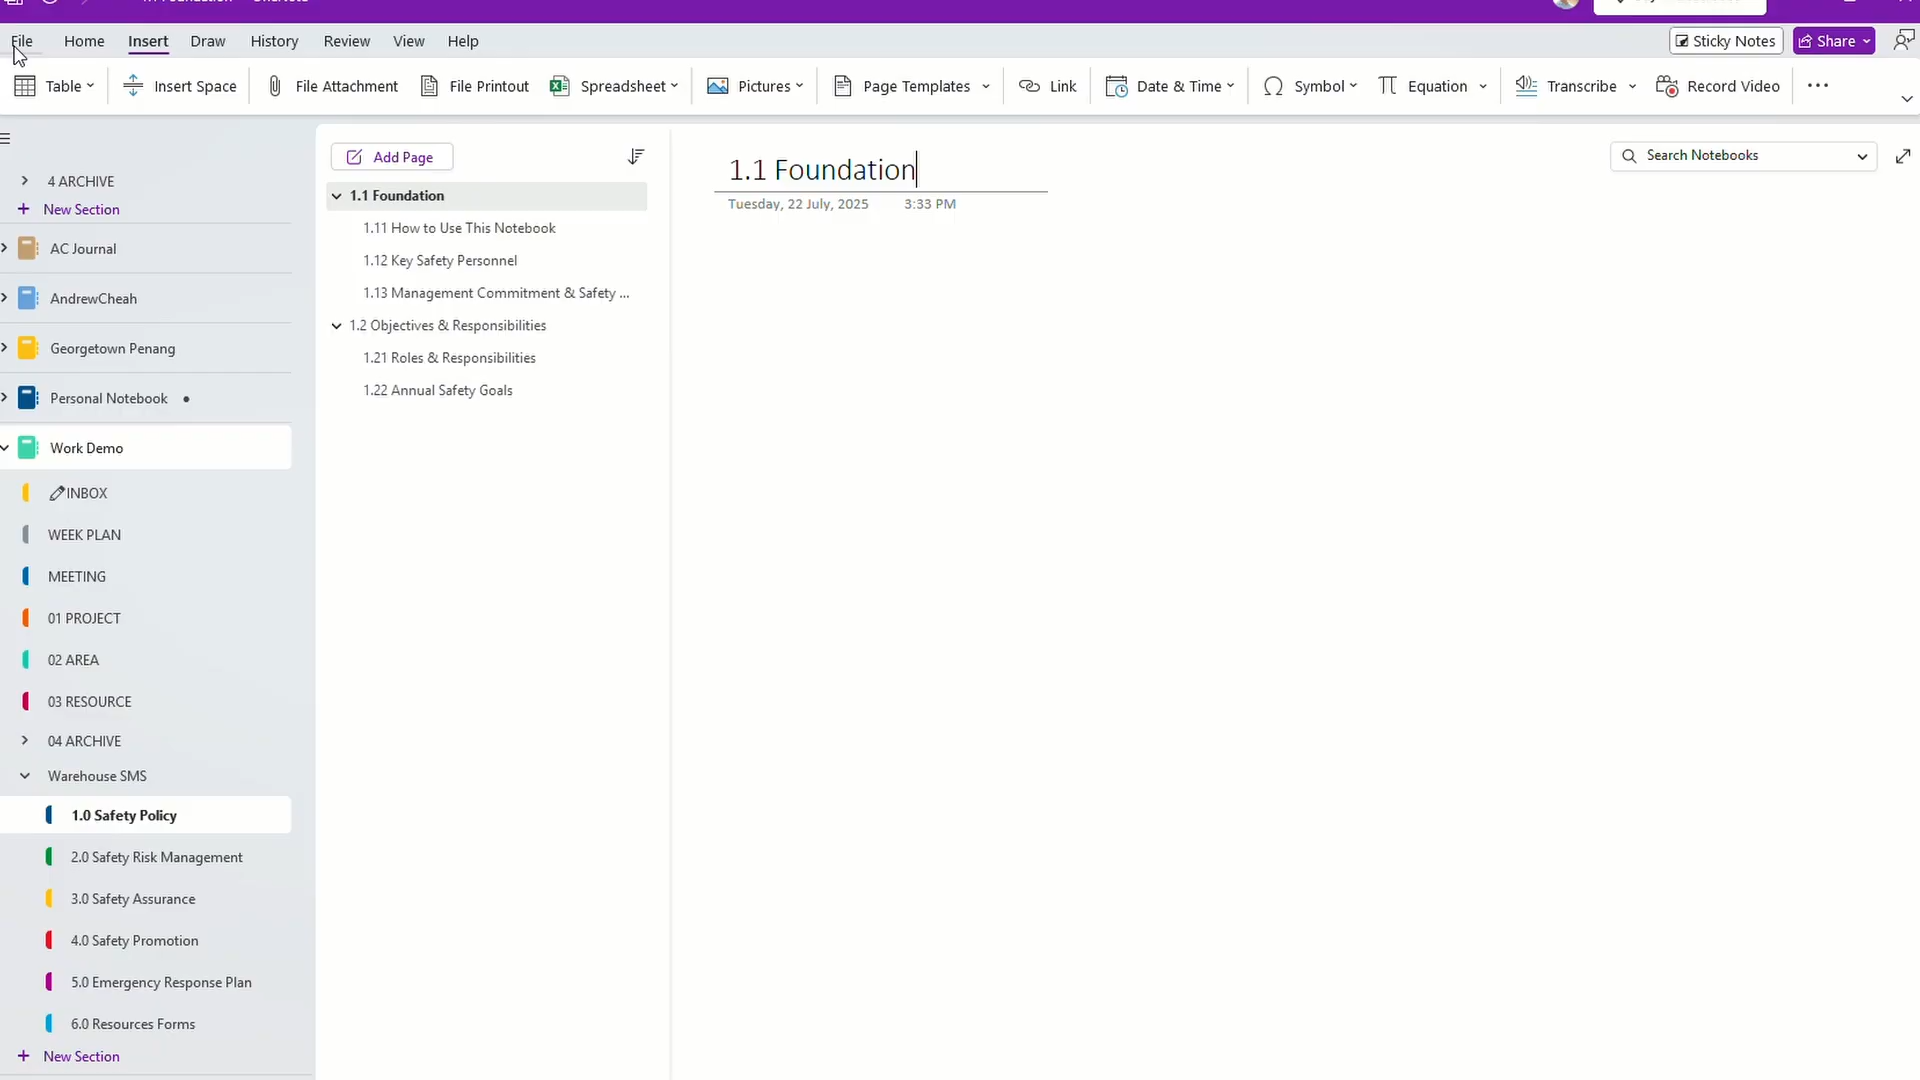 File Home Insert Draw History Review View Help
Sticky Notes Share
Table Insert Space File Attachment File Printout Spreadsheet Pictures Page Templates Link Date & Time Symbol Equation Transcribe Record Video
4 ARCHIVE
New Section
AC Journal
AndrewCheah
Georgetown Penang
Personal Notebook
Work Demo
INBOX
WEEK PLAN
MEETING
01 PROJECT
02 AREA
03 RESOURCE
04 ARCHIVE
Warehouse SMS
1.0 Safety Policy
2.0 Safety Risk Management
3.0 Safety Assurance
4.0 Safety Promotion
5.0 Emergency Response Plan
6.0 Resources Forms
New Section
Add Page
1.1 Foundation
1.11 How to Use This Notebook
1.12 Key Safety Personnel
1.13 Management Commitment & Safety ...
1.2 Objectives & Responsibilities
1.21 Roles & Responsibilities
1.22 Annual Safety Goals
1.1 Foundation
Tuesday, 22 July, 2025 3:33 PM
Search Notebooks